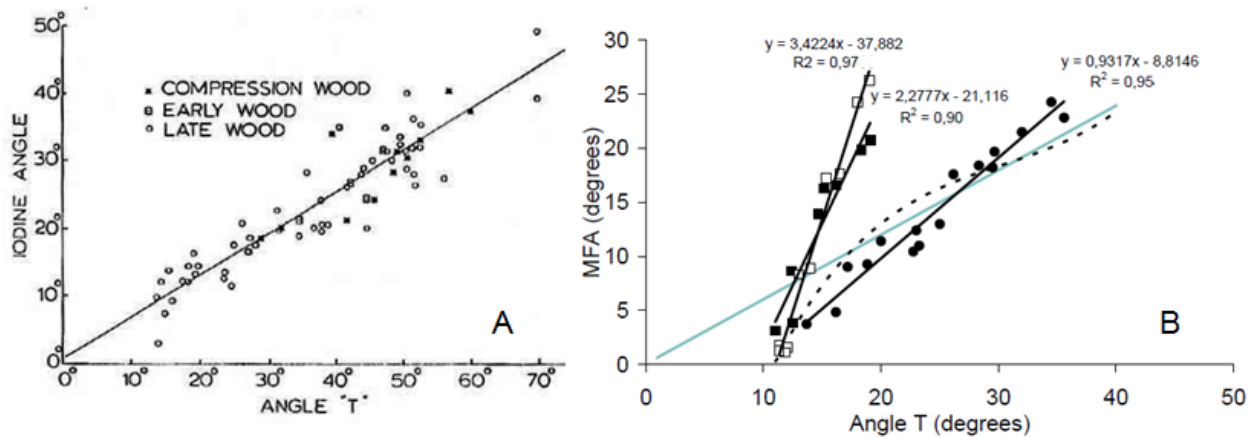 50°
40°
30°
20°
10°
0
IODINE ANGLE
COMPRESSION WOOD
EARLY WOOD
LATE WOOD
A
0° 10° 20° 30° 40° 50° 60° 70°
ANGLE "T"
y = 3,4224x - 37,882
R2 = 0,97
y = 2,2777x - 21,116
R² = 0,90
y = 0,9317x - 8,8146
R² = 0,95
30
25
20
15
10
5
0
MFA (degrees)
B
0 10 20 30 40 50
Angle T (degrees)